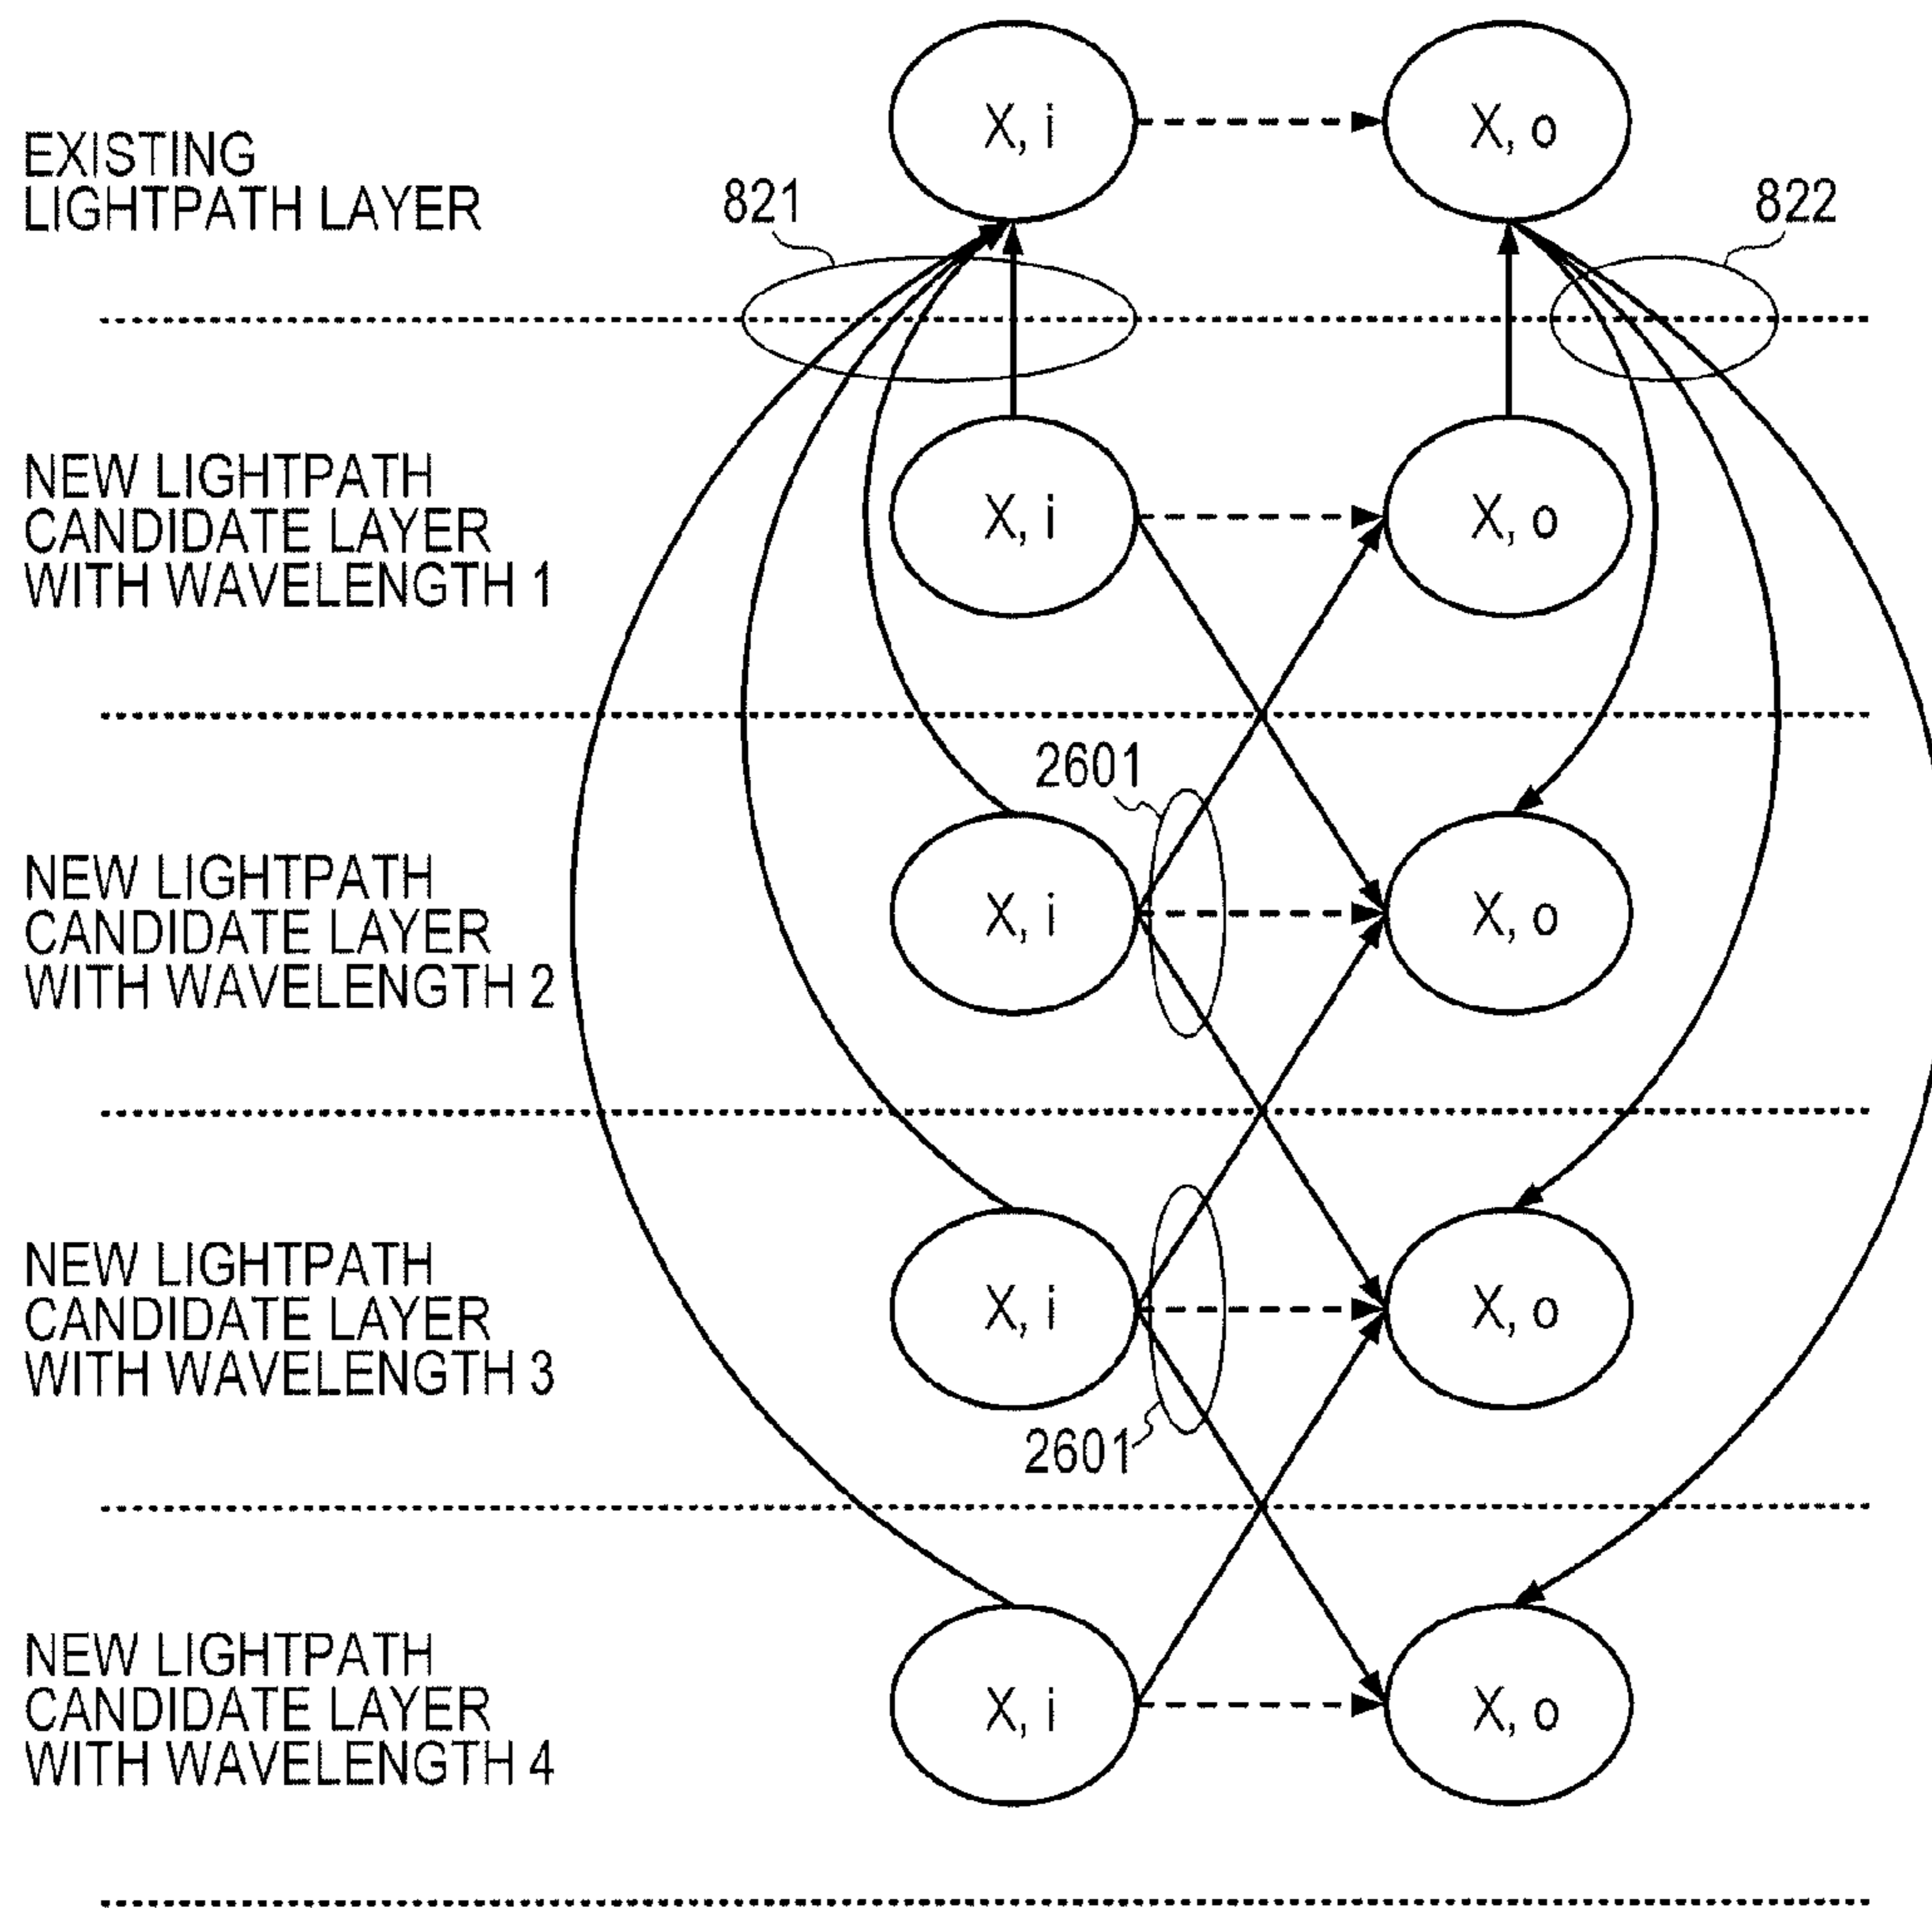 X, i
X, o
EXISTING
LIGHTPATH LAYER
821
822
NEW LIGHTPATH
CANDIDATE LAYER
WITH WAVELENGTH 1
X, i
X, o
2601
NEW LIGHTPATH
CANDIDATE LAYER
WITH WAVELENGTH 2
X, i
X, o
NEW LIGHTPATH
CANDIDATE LAYER
WITH WAVELENGTH 3
X, i
X, o
2601
NEW LIGHTPATH
CANDIDATE LAYER
WITH WAVELENGTH 4
X, i
X, o